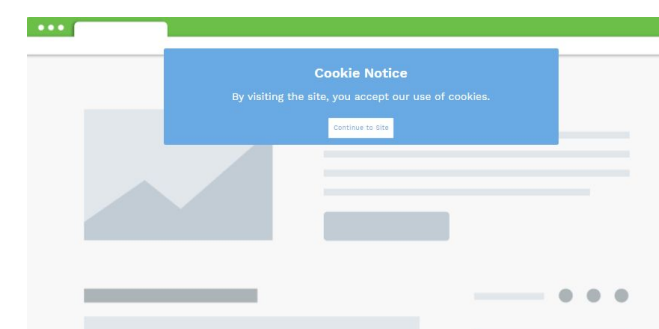 Cookie Notice
By visiting the site, you accept our use of cookies.
Continue to Site